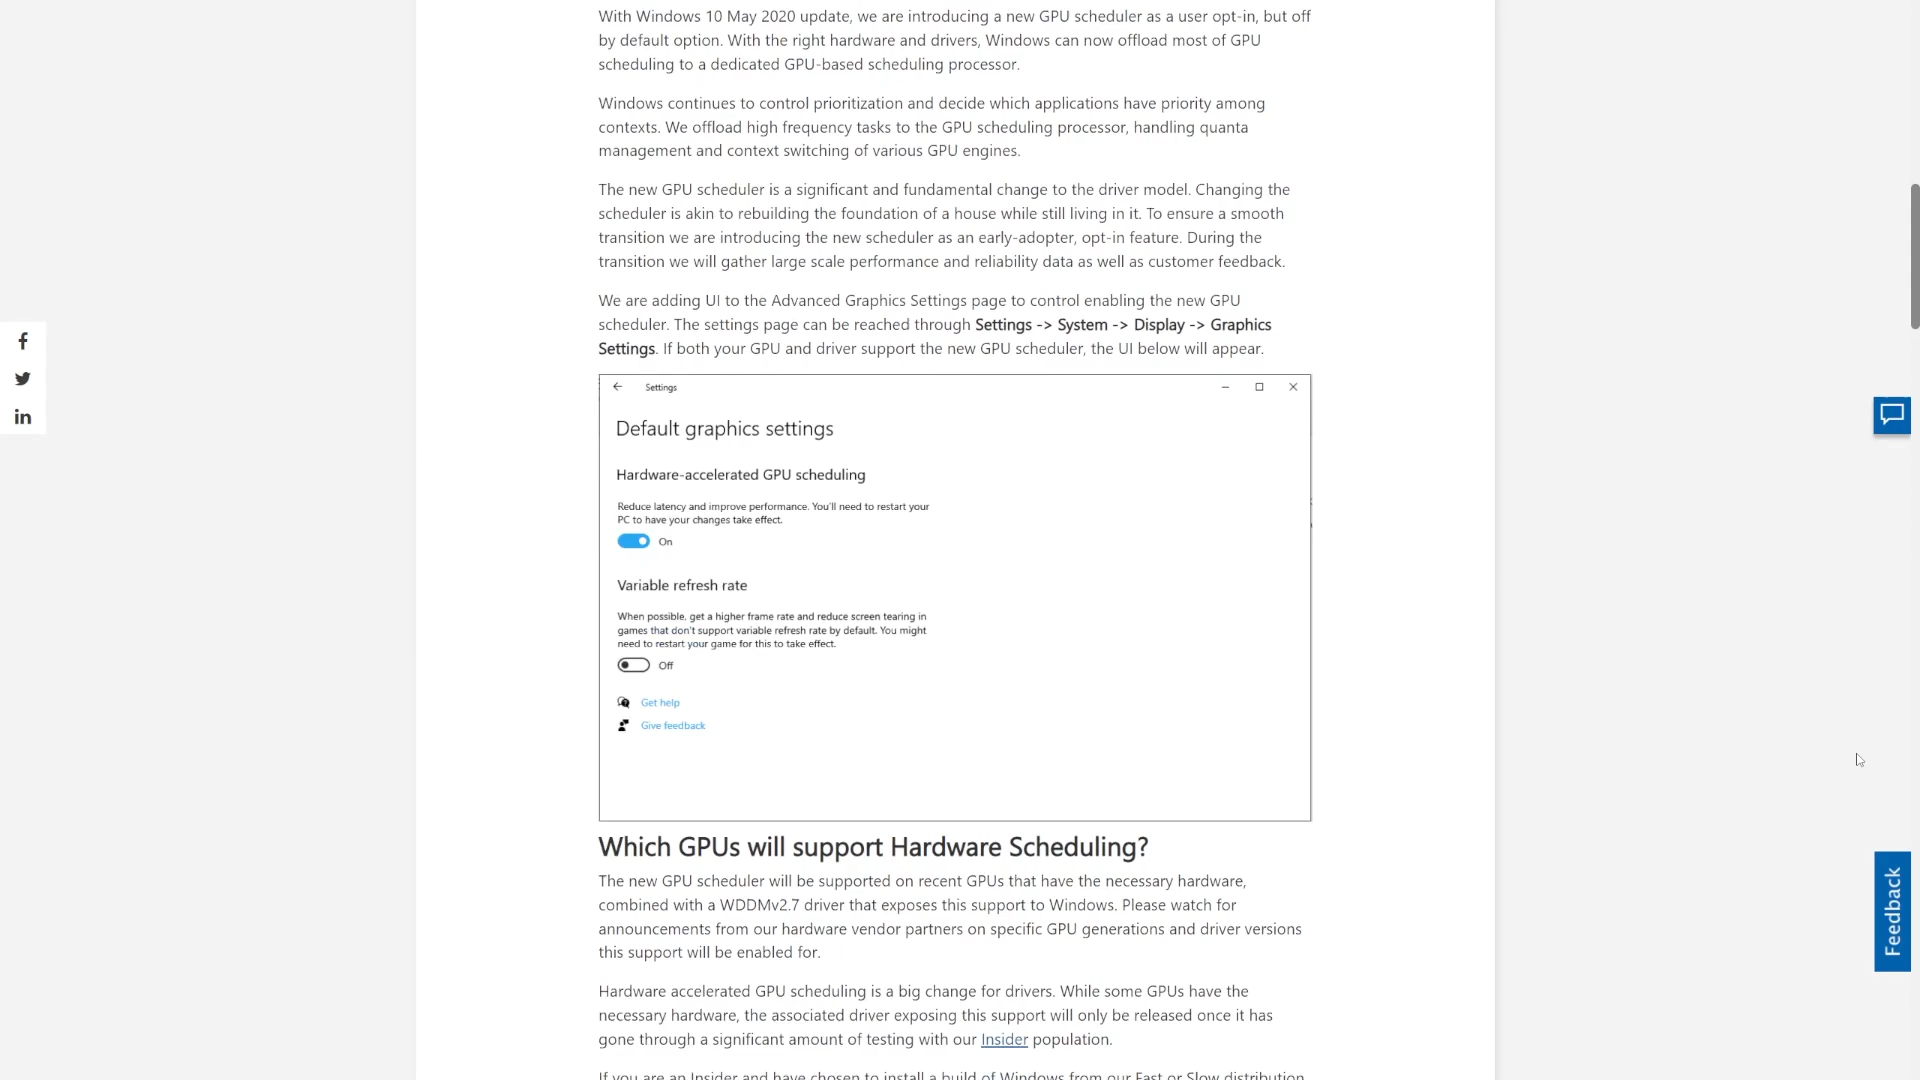 With Windows 10 May 2020 update, we are introducing a new GPU scheduler as a user opt-in, but off
by default option. With the right hardware and drivers, Windows can now offload most of GPU
scheduling to a dedicated GPU-based scheduling processor.
Windows continues to control prioritization and decide which applications have priority among
contexts. We offload high frequency tasks to the GPU scheduling processor, handling quanta
management and context switching of various GPU engines.
The new GPU scheduler is a significant and fundamental change to the driver model. Changing the
scheduler is akin to rebuilding the foundation of a house while still living in it. To ensure a smooth
transition we are introducing the new scheduler as an early-adopter, opt-in feature. During the
transition we will gather large scale performance and reliability data as well as customer feedback.
We are adding UI to the Advanced Graphics Settings page to control enabling the new GPU
scheduler. The settings page can be reached through Settings -> System -> Display -> Graphics
Settings. If both your GPU and driver support the new GPU scheduler, the UI below will appear.
Settings
Default graphics settings
Hardware-accelerated GPU scheduling
Reduce latency and improve performance. You'll need to restart your
PC to have your changes take effect.
On
Variable refresh rate
When possible, get a higher frame rate and reduce screen tearing in
games that don't support variable refresh rate by default. You might
need to restart your game for this to take effect.
Off
Get help
Give feedback
Which GPUs will support Hardware Scheduling?
The new GPU scheduler will be supported on recent GPUs that have the necessary hardware,
combined with a WDDMv2.7 driver that exposes this support to Windows. Please watch for
announcements from our hardware vendor partners on specific GPU generations and driver versions
this support will be enabled for.
Hardware accelerated GPU scheduling is a big change for drivers. While some GPUs have the
necessary hardware, the associated driver exposing this support will only be released once it has
gone through a significant amount of testing with our Insider population.
If you are an Insider and have chosen to install a build of Windows from our Fast or Slow distribution
Feedback